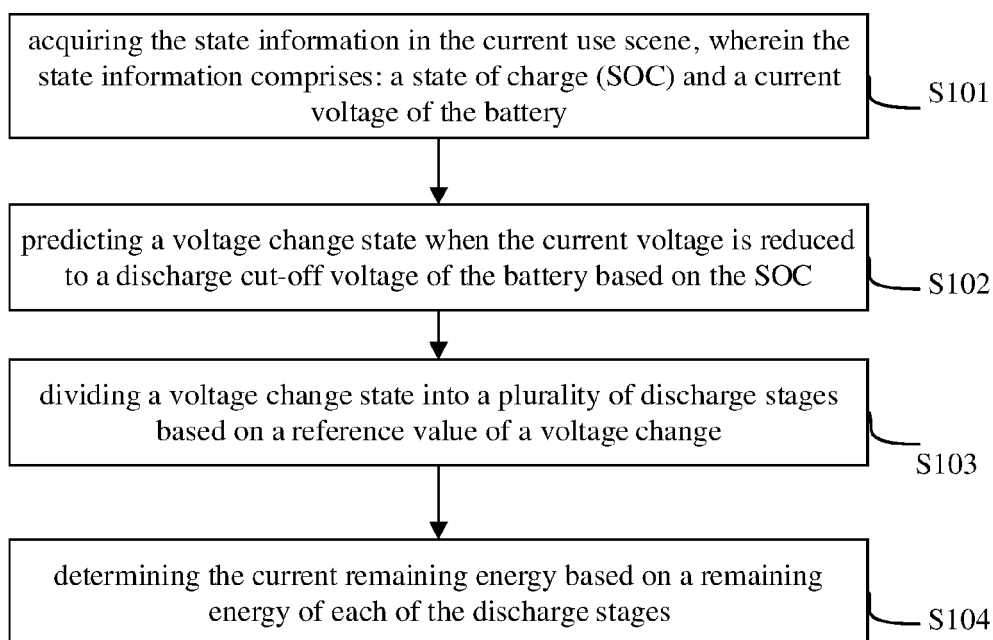 acquiring the state information in the current use scene, wherein the
state information comprises: a state of charge (SOC) and a current
voltage of the battery
S101
predicting a voltage change state when the current voltage is reduced
to a discharge cut-off voltage of the battery based on the SOC
S102
dividing a voltage change state into a plurality of discharge stages
based on a reference value of a voltage change
S103
determining the current remaining energy based on a remaining
energy of each of the discharge stages
S104